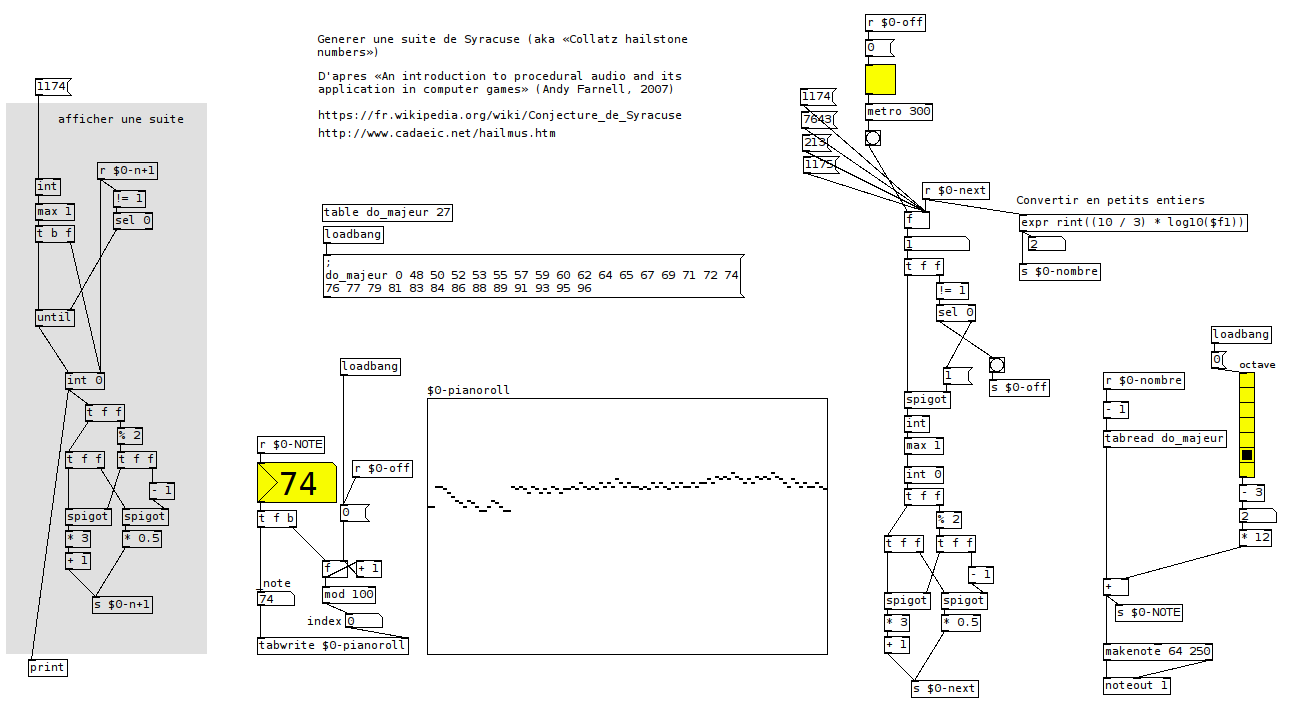 Generer une suite de Syracuse (aka «Collatz hailstone
numbers»)
D'apres «An introduction to procedural audio and its
application in computer games» (Andy Farnell, 2007)
https://fr.wikipedia.org/wiki/Conjecture_de_Syracuse
http://www.cadaeic.net/hailmus.htm
1174
afficher une suite
r $0-n+1
int
!= 1
max 1
sel 0
t b f
until
int 0
t f f
% 2
t f f
t f f
- 1
spigot
spigot
* 3
* 0.5
+ 1
s $0-n+1
print
table do_majeur 27
loadbang
;
do_majeur 0 48 50 52 53 55 57 59 60 62 64 65 67 69 71 72 74
76 77 79 81 83 84 86 88 89 91 93 95 96
loadbang
r $0-NOTE
r $0-off
74
0
t f b
f
+ 1
note
74
mod 100
index
0
tabwrite $0-pianoroll
$0-pianoroll
r $0-off
0
metro 300
1174
7643
213
1175
r $0-next
Convertir en petits entiers
f
expr rint((10 / 3) * log10($f1))
1
2
t f f
s $0-nombre
!= 1
sel 0
1
s $0-off
spigot
int
max 1
int 0
t f f
% 2
t f f
t f f
- 1
spigot
spigot
* 3
* 0.5
+ 1
s $0-next
loadbang
0
octave
r $0-nombre
- 1
tabread do_majeur
- 3
2
* 12
+
s $0-NOTE
makenote 64 250
noteout 1